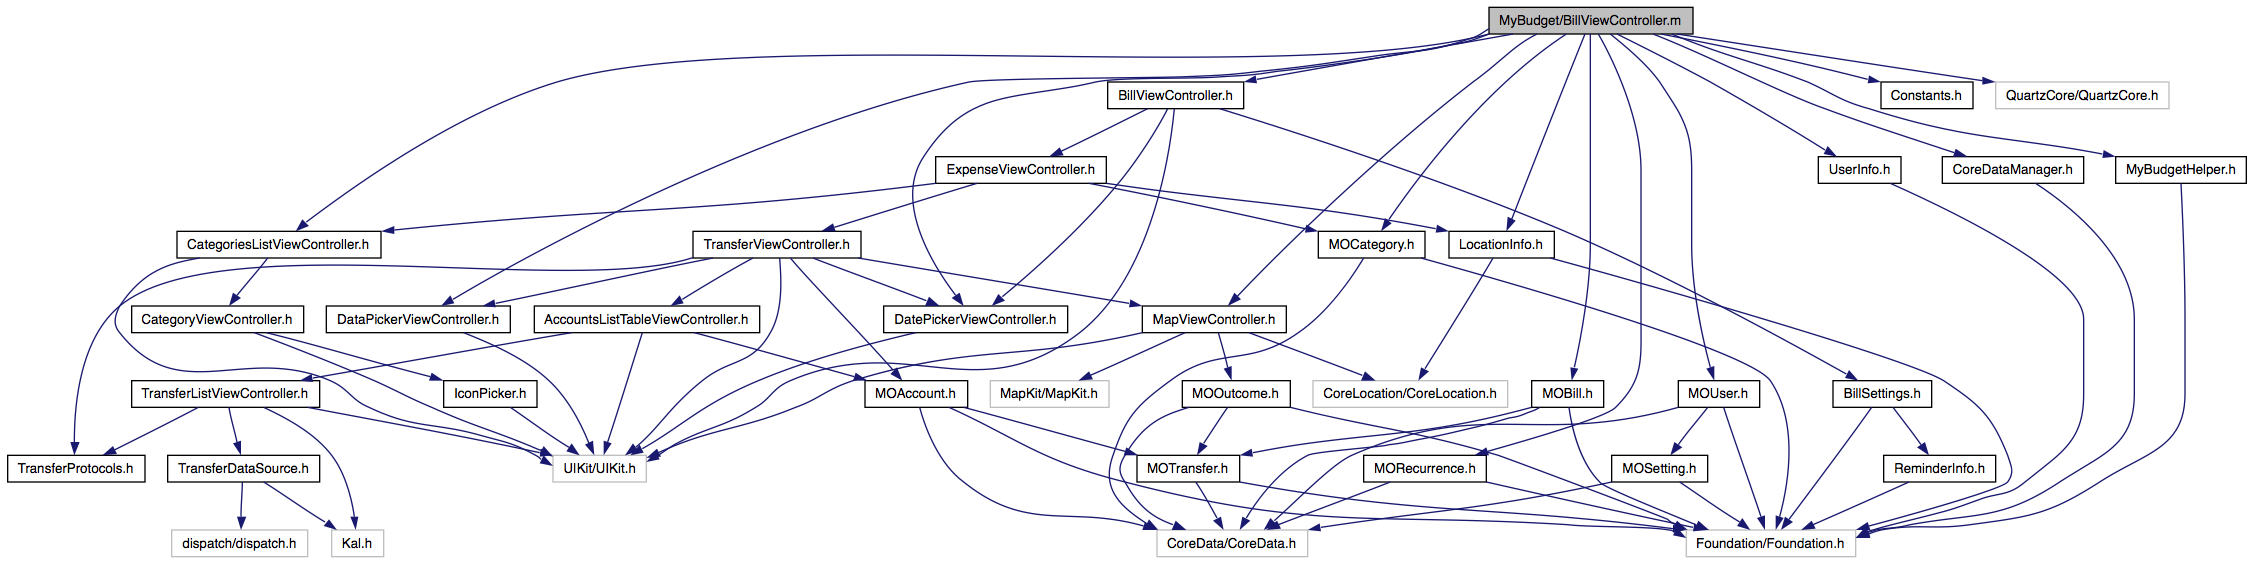 MyBudget/BillViewController.m
BillViewController.h
Constants.h
QuartzCore/QuartzCore.h
ExpenseViewController.h
UserInfo.h
CoreDataManager.h
MyBudgetHelper.h
CategoriesListViewController.h
TransferViewController.h
MOCategory.h
LocationInfo.h
CategoryViewController.h
DataPickerViewController.h
AccountsListTableViewController.h
DatePickerViewController.h
MapViewController.h
TransferListViewController.h
IconPicker.h
MOAccount.h
MapKit/MapKit.h
MOOutcome.h
CoreLocation/CoreLocation.h
MOBill.h
MOUser.h
BillSettings.h
TransferProtocols.h
TransferDataSource.h
UIKit/UIKit.h
MOTransfer.h
MORecurrence.h
MOSetting.h
ReminderInfo.h
dispatch/dispatch.h
Kal.h
CoreData/CoreData.h
Foundation/Foundation.h